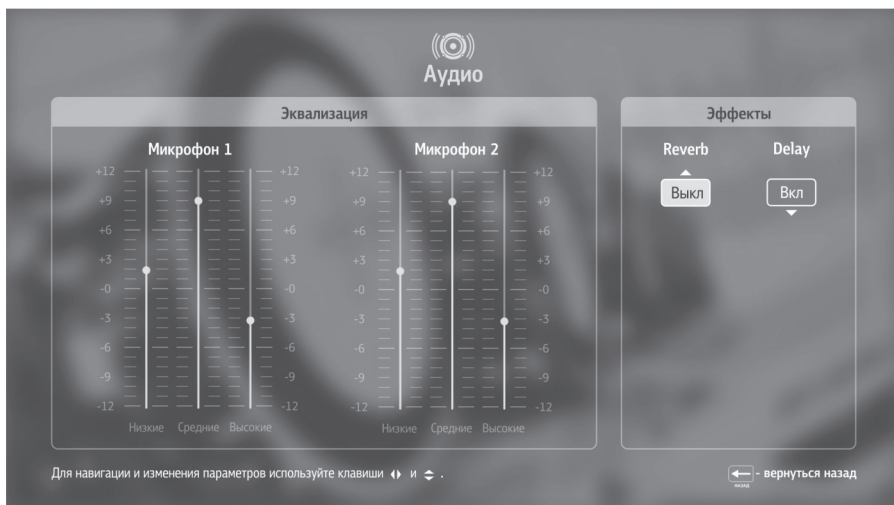 Аудио
Эквализация
Эффекты
Микрофон 1
Микрофон 2
Reverb
Delay
+12 +12 +12 +12
+9 +9 +9 +9
+6 +6 +6 +6
+3 +3 +3 +3
-0 -0 -0 -0
-3 -3 -3 -3
-6 -6 -6 -6
-9 -9 -9 -9
-12 -12 -12 -12
Низкие Средние Высокие
Низкие Средние Высокие
Выкл
Вкл
Для навигации и изменения параметров используйте клавиши и .
назад
- вернуться назад